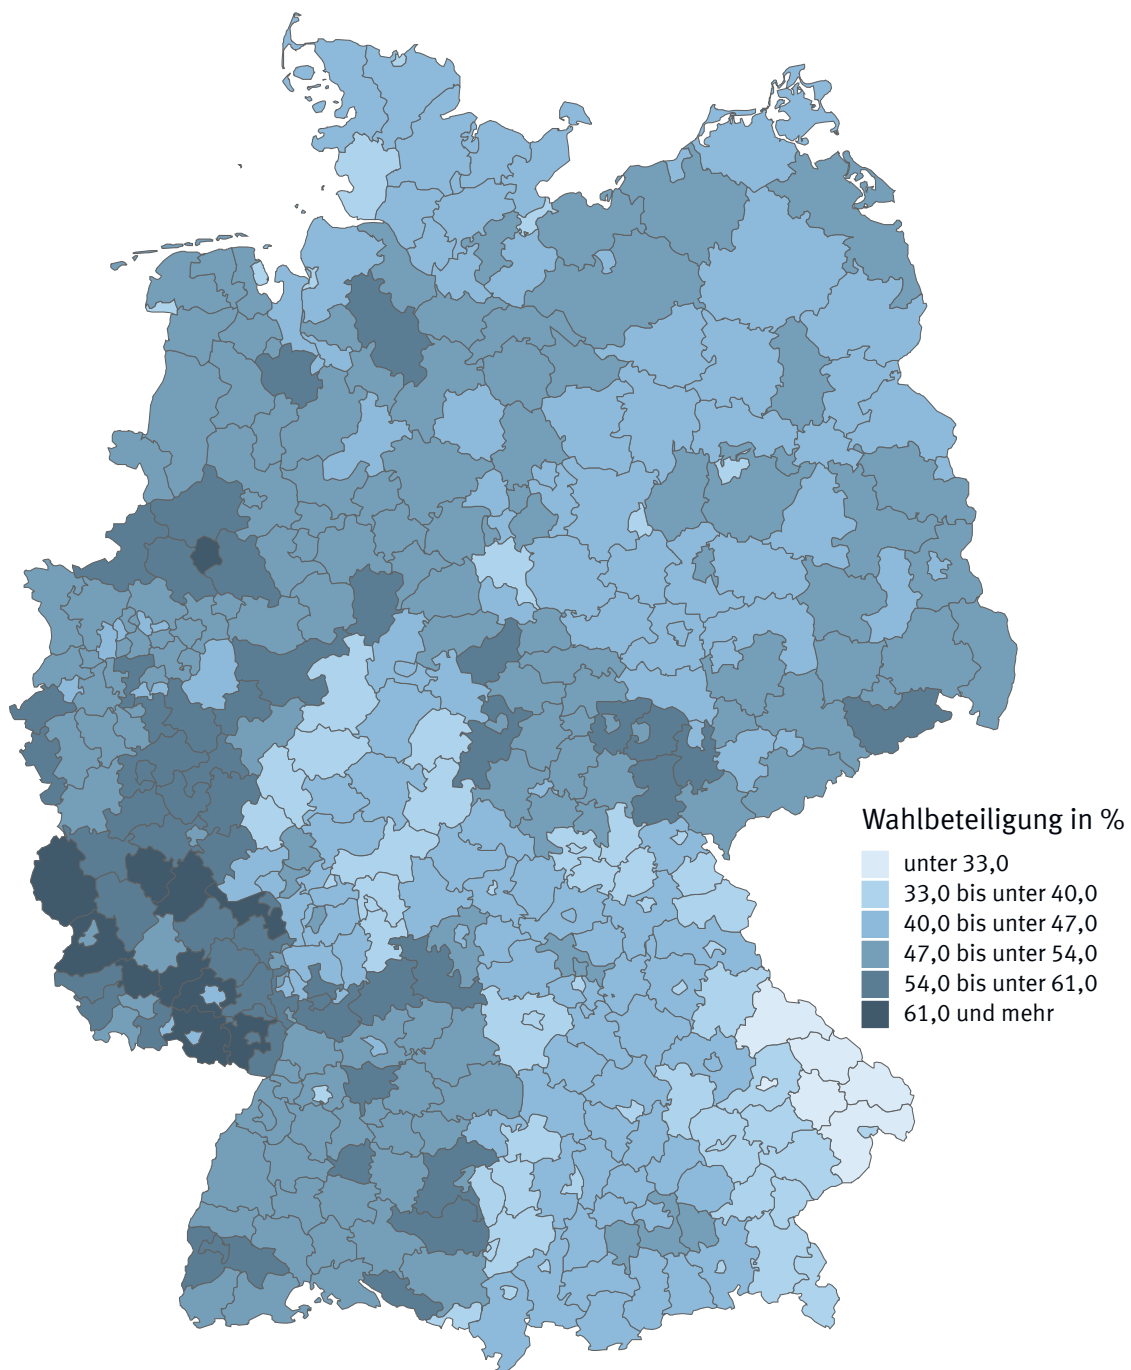 Wahlbeteiligung in %
unter 33,0
33,0 bis unter 40,0
40,0 bis unter 47,0
47,0 bis unter 54,0
54,0 bis unter 61,0
61,0 und mehr